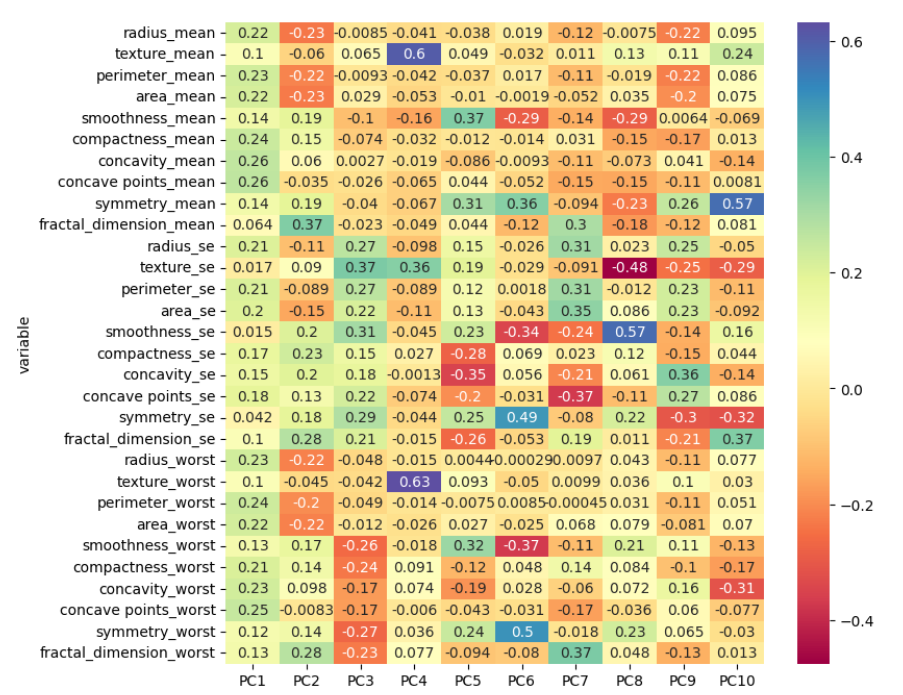 radius_mean 0.22 -0.23 -0.0085 -0.041 -0.038 0.019 -0.12 -0.0075 -0.22 0.095
texture_mean 0.1 -0.06 0.065 0.6 0.049 -0.032 0.011 0.13 0.11 0.24
perimeter_mean 0.23 -0.22 -0.0093 -0.042 -0.037 0.017 -0.11 -0.019 -0.22 0.086
area_mean 0.22 -0.23 0.029 -0.053 -0.01 -0.0019 -0.052 0.035 -0.2 0.075
smoothness_mean 0.14 0.19 -0.1 -0.16 0.37 -0.29 -0.14 -0.29 0.0064 -0.069
compactness_mean 0.24 0.15 -0.074 -0.032 -0.012 -0.014 0.031 -0.15 -0.17 0.013
concavity_mean 0.26 0.06 0.0027 -0.019 -0.086 -0.0093 -0.11 -0.073 0.041 -0.14
concave points_mean 0.26 -0.035 -0.026 -0.065 0.044 -0.052 -0.15 -0.15 -0.11 0.0081
symmetry_mean 0.14 0.19 -0.04 -0.067 0.31 0.36 -0.094 -0.23 0.26 0.57
fractal_dimension_mean 0.064 0.37 -0.023 -0.049 0.044 -0.12 0.3 -0.18 -0.12 0.081
radius_se 0.21 -0.11 0.27 -0.098 0.15 -0.026 0.31 0.023 0.25 -0.05
texture_se 0.017 0.09 0.37 0.36 0.19 -0.029 -0.091 -0.48 -0.25 -0.29
perimeter_se 0.21 -0.089 0.27 -0.089 0.12 0.0018 0.31 -0.012 0.23 -0.11
area_se 0.2 -0.15 0.22 -0.11 0.13 -0.043 0.35 0.086 0.23 -0.092
smoothness_se 0.015 0.2 0.31 -0.045 0.23 -0.34 -0.24 0.57 -0.14 0.16
compactness_se 0.17 0.23 0.15 0.027 -0.28 0.069 0.023 0.12 -0.15 0.044
concavity_se 0.15 0.2 0.18 -0.0013 -0.35 0.056 -0.21 0.061 0.36 -0.14
concave points_se 0.18 0.13 0.22 -0.074 -0.2 -0.031 -0.37 -0.11 0.27 0.086
symmetry_se 0.042 0.18 0.29 -0.044 0.25 0.49 -0.08 0.22 -0.3 -0.32
fractal_dimension_se 0.1 0.28 0.21 -0.015 -0.26 -0.053 0.19 0.011 -0.21 0.37
radius_worst 0.23 -0.22 -0.048 -0.015 0.0044 -0.00029 0.0097 0.043 -0.11 0.077
texture_worst 0.1 -0.045 -0.042 0.63 0.093 -0.05 0.0099 0.036 0.1 0.03
perimeter_worst 0.24 -0.2 -0.049 -0.014 -0.0075 0.0085 -0.00045 0.031 -0.11 0.051
area_worst 0.22 -0.22 -0.012 -0.026 0.027 -0.025 0.068 0.079 -0.081 0.07
smoothness_worst 0.13 0.17 -0.26 -0.018 0.32 -0.37 -0.11 0.21 0.11 -0.13
compactness_worst 0.21 0.14 -0.24 0.091 -0.12 0.048 0.14 0.084 -0.1 -0.17
concavity_worst 0.23 0.098 -0.17 0.074 -0.19 0.028 -0.06 0.072 0.16 -0.31
concave points_worst 0.25 -0.0083 -0.17 -0.006 -0.043 -0.031 -0.17 -0.036 0.06 -0.077
symmetry_worst 0.12 0.14 -0.27 0.036 0.24 0.5 -0.018 0.23 0.065 -0.03
fractal_dimension_worst 0.13 0.28 -0.23 0.077 -0.094 -0.08 0.37 0.048 -0.13 0.013
PC1 PC2 PC3 PC4 PC5 PC6 PC7 PC8 PC9 PC10
variable
0.6
0.4
0.2
0.0
−0.2
−0.4